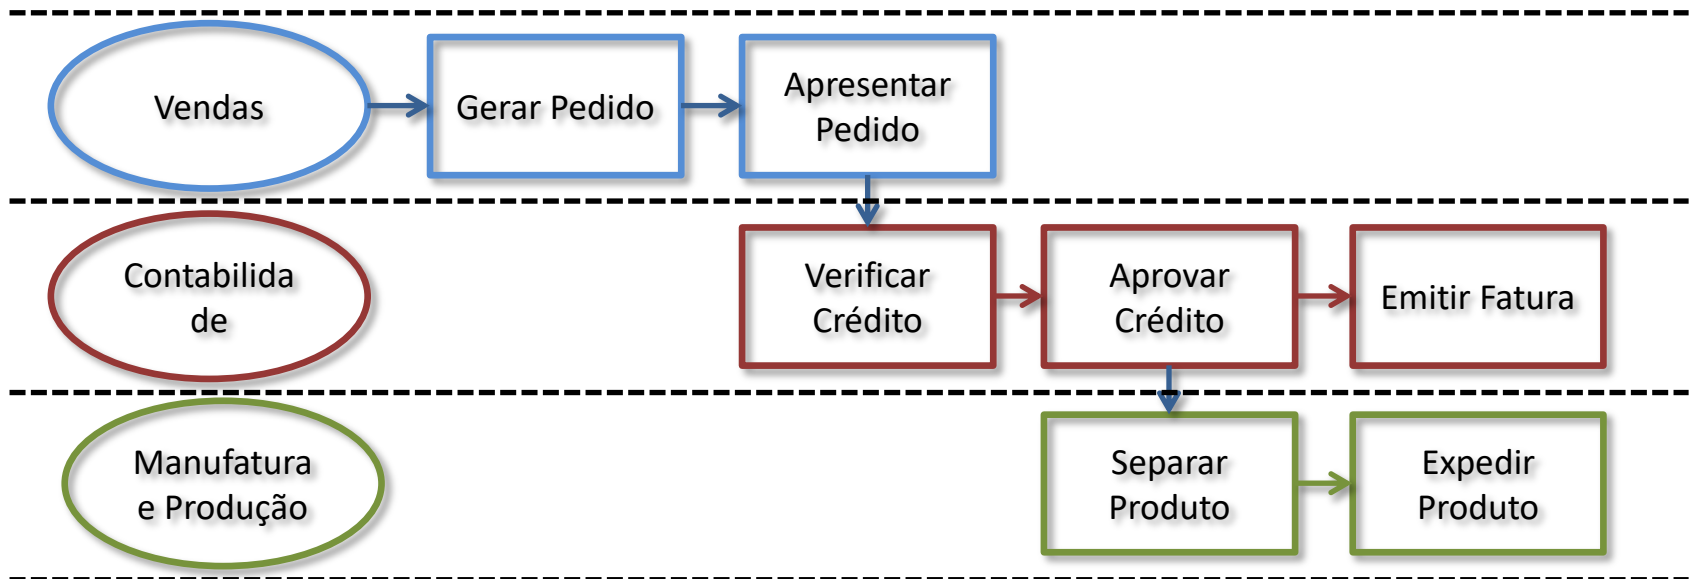 Vendas
Gerar Pedido
Apresentar
Pedido
Contabilida
de
Verificar
Crédito
Aprovar
Crédito
Emitir Fatura
Manufatura
e Produção
Separar
Produto
Expedir
Produto